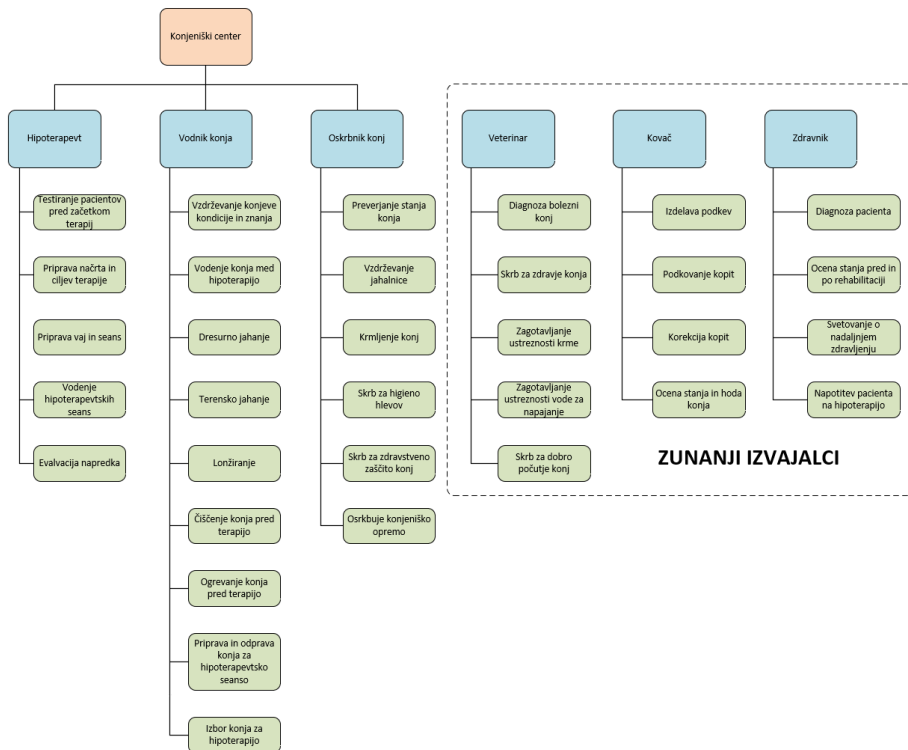 Konjeniški center
Hipoterapevt
Testiranje pacientov
pred začetkom
terapij
Priprava načrta in
ciljev terapije
Priprava vaj in seans
Vodenje
hipoterapevtskih
seans
Evalvacija napredka
Vodnik konja
Vzdrževanje konjeve
kondicije in znanja
Vodenje konja med
hipoterapijo
Dresurno jahanje
Terensko jahanje
Lonžiranje
Čiščenje konja pred
terapijo
Ogrevanje konja
pred terapijo
Priprava in odprava
konja za
hipoterapevtsko
seanso
Izbor konja za
hipoterapijo
Oskrbnik konj
Preverjanje stanja
konja
Vzdrževanje
jahalnice
Krmljenje konj
Skrb za higieno
hlevov
Skrb za zdravstveno
zaščito konj
Osrkbuje konjeniško
opremo
Veterinar
Diagnoza bolezni
konj
Skrb za zdravje konja
Zagotavljanje
ustreznosti krme
Zagotavljanje
ustreznosti vode za
napajanje
Skrb za dobro
počutje konj
Kovač
Izdelava podkev
Podkovanje kopit
Korekcija kopit
Ocena stanja in hoda
konja
Zdravnik
Diagnoza pacienta
Ocena stanja pred in
po rehabilitaciji
Svetovanje o
nadaljnjem
zdravljenju
Napotitev pacienta
na hipoterapijo
ZUNANJI IZVAJALCI